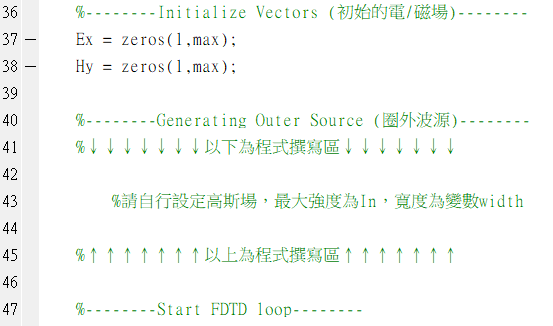 36 %--------Initialize Vectors (初始的電/磁場)--------
37 — Ex = zeros(1,max);
38 — Hy = zeros(1,max);
39
40 %--------Generating Outer Source (圈外波源)--------
41 %↓↓↓↓↓↓↓以下為程式撰寫區↓↓↓↓↓↓↓
42
43 %請自行設定高斯場，最大強度為In，寬度為變數width
44
45 %↑↑↑↑↑↑↑以上為程式撰寫區↑↑↑↑↑↑↑
46
47 %--------Start FDTD loop--------